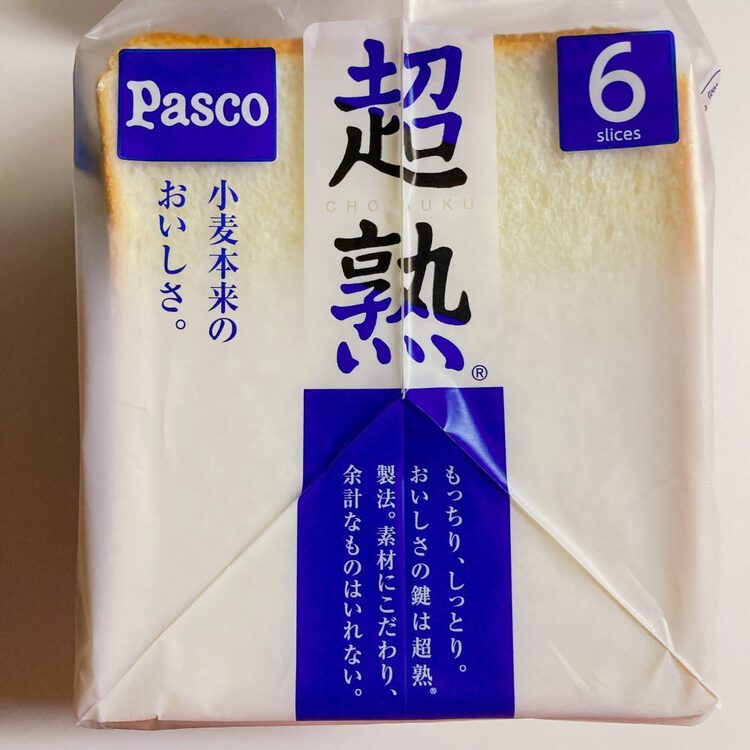 Pasco
超熟
CHO JUKU
®
6
slices
小麦本来の
おいしさ。
もっちり、しっとり。
おいしさの鍵は超熟®
製法。素材にこだわり、
余計なものはいれない。